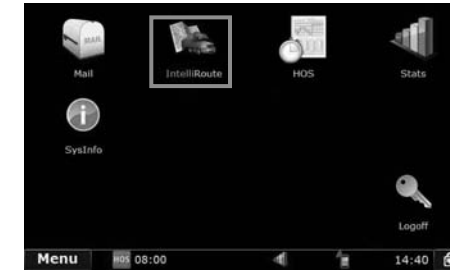 MAIL
Mail
IntelliRoute
HOS
Stats
SysInfo
Logoff
Menu HOS 08:00 14:40